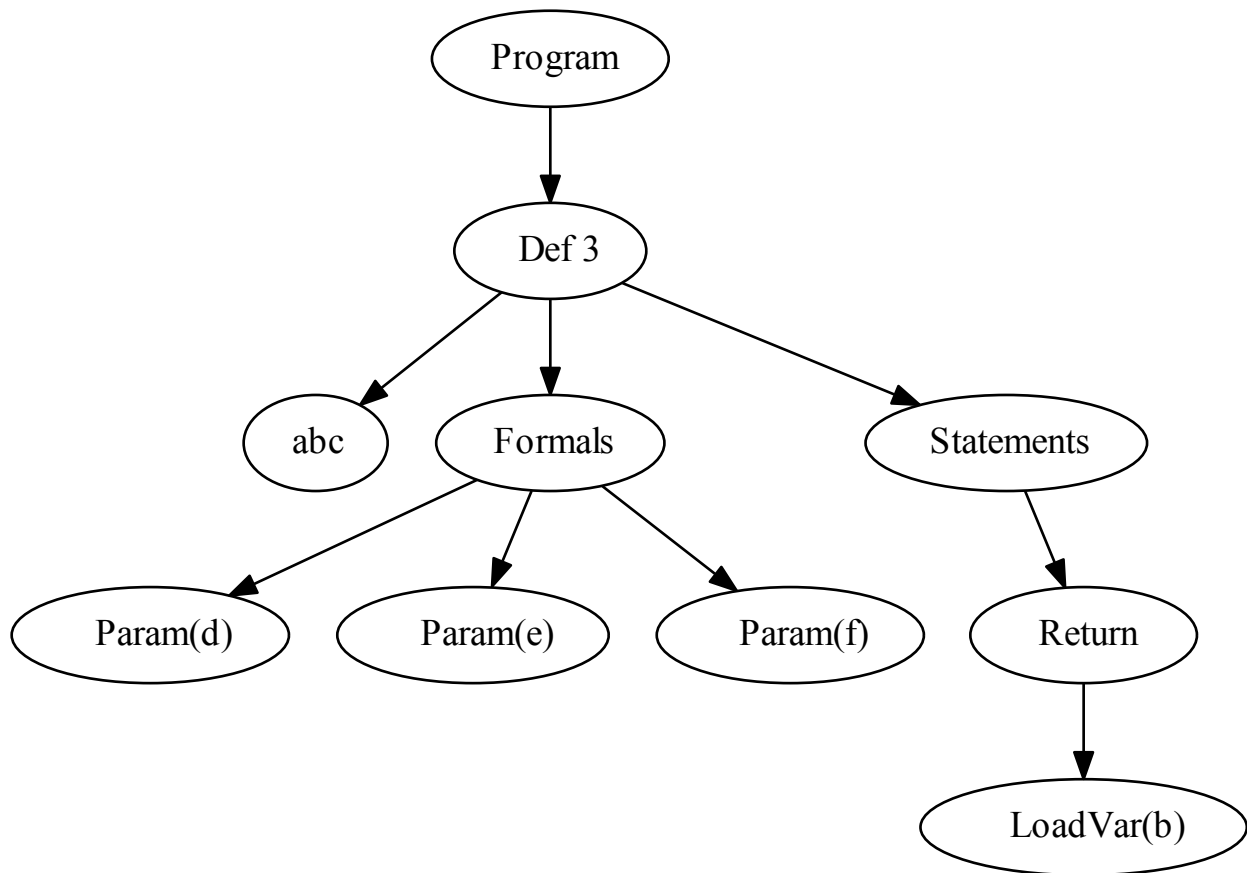 Program
Def 3
abc
Formals
Statements
Param(d)
Param(e)
Param(f)
Return
LoadVar(b)